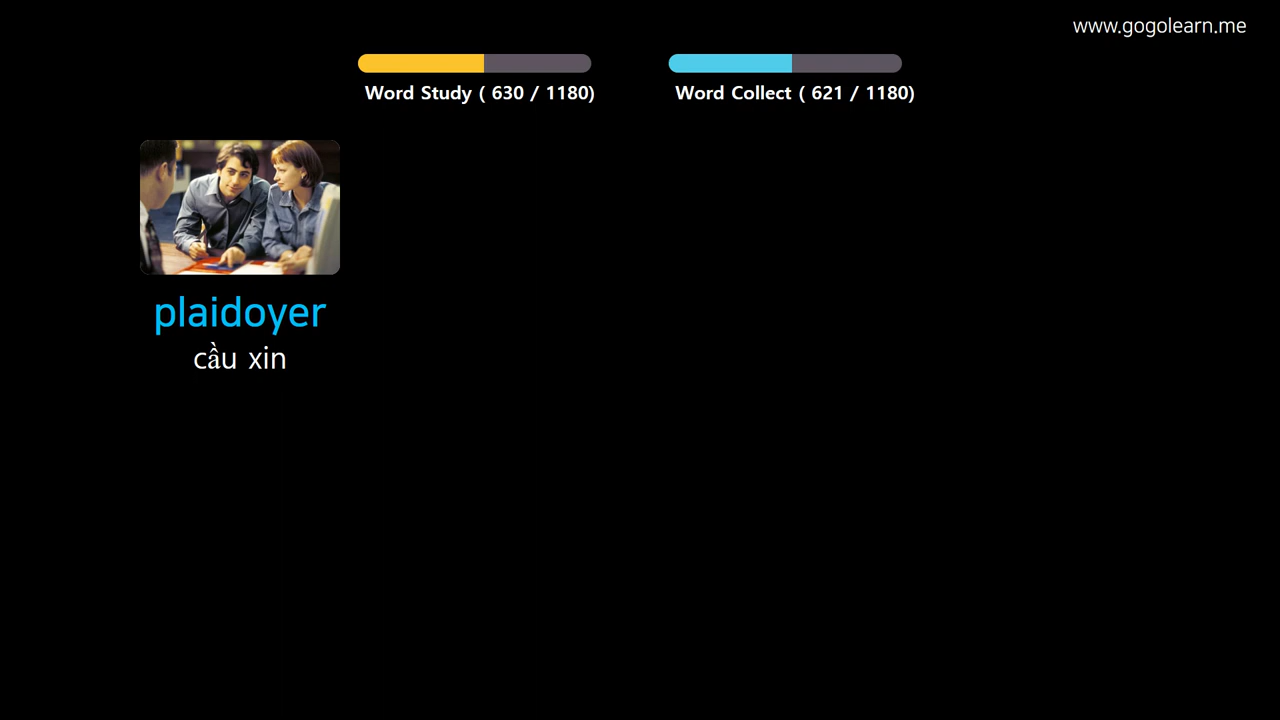 www.gogolearn.me
Word Study ( 630 / 1180)
Word Collect ( 621 / 1180)
plaidoyer
cầu xin